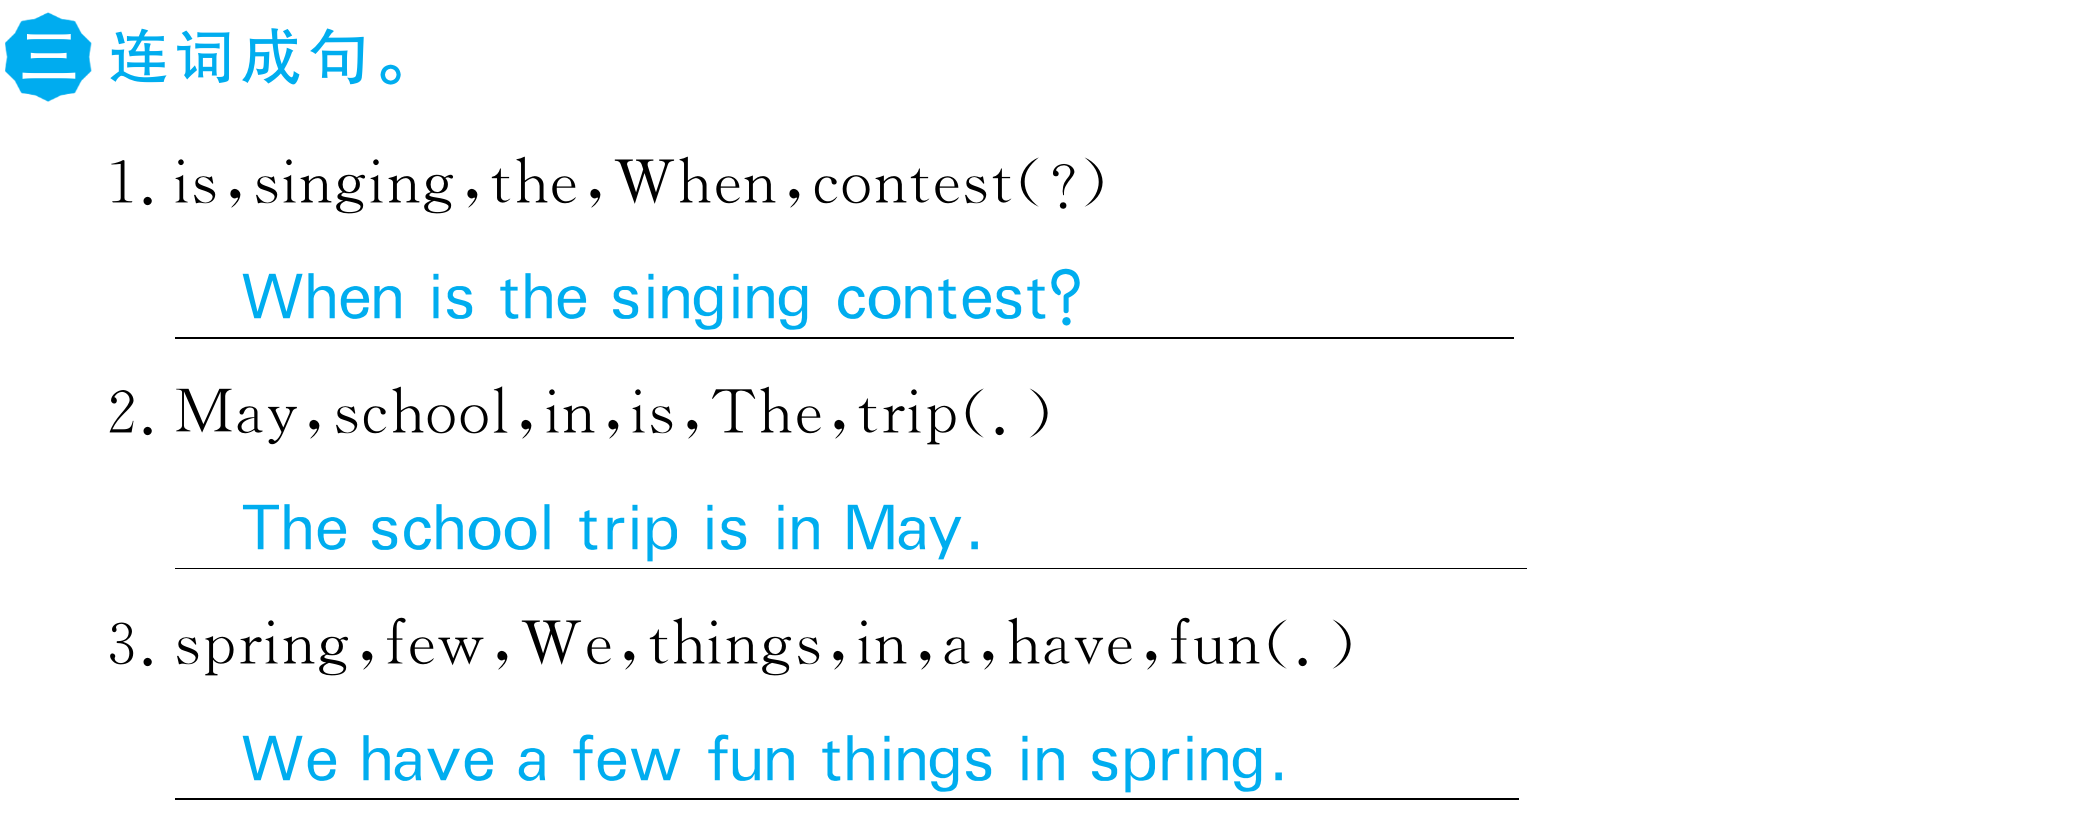 三 连词成句。
1. is,singing,the,When,contest(?)
When is the singing contest?
2. May,school,in,is,The,trip(.)
The school trip is in May.
3. spring,few,We,things,in,a,have,fun(.)
We have a few fun things in spring.